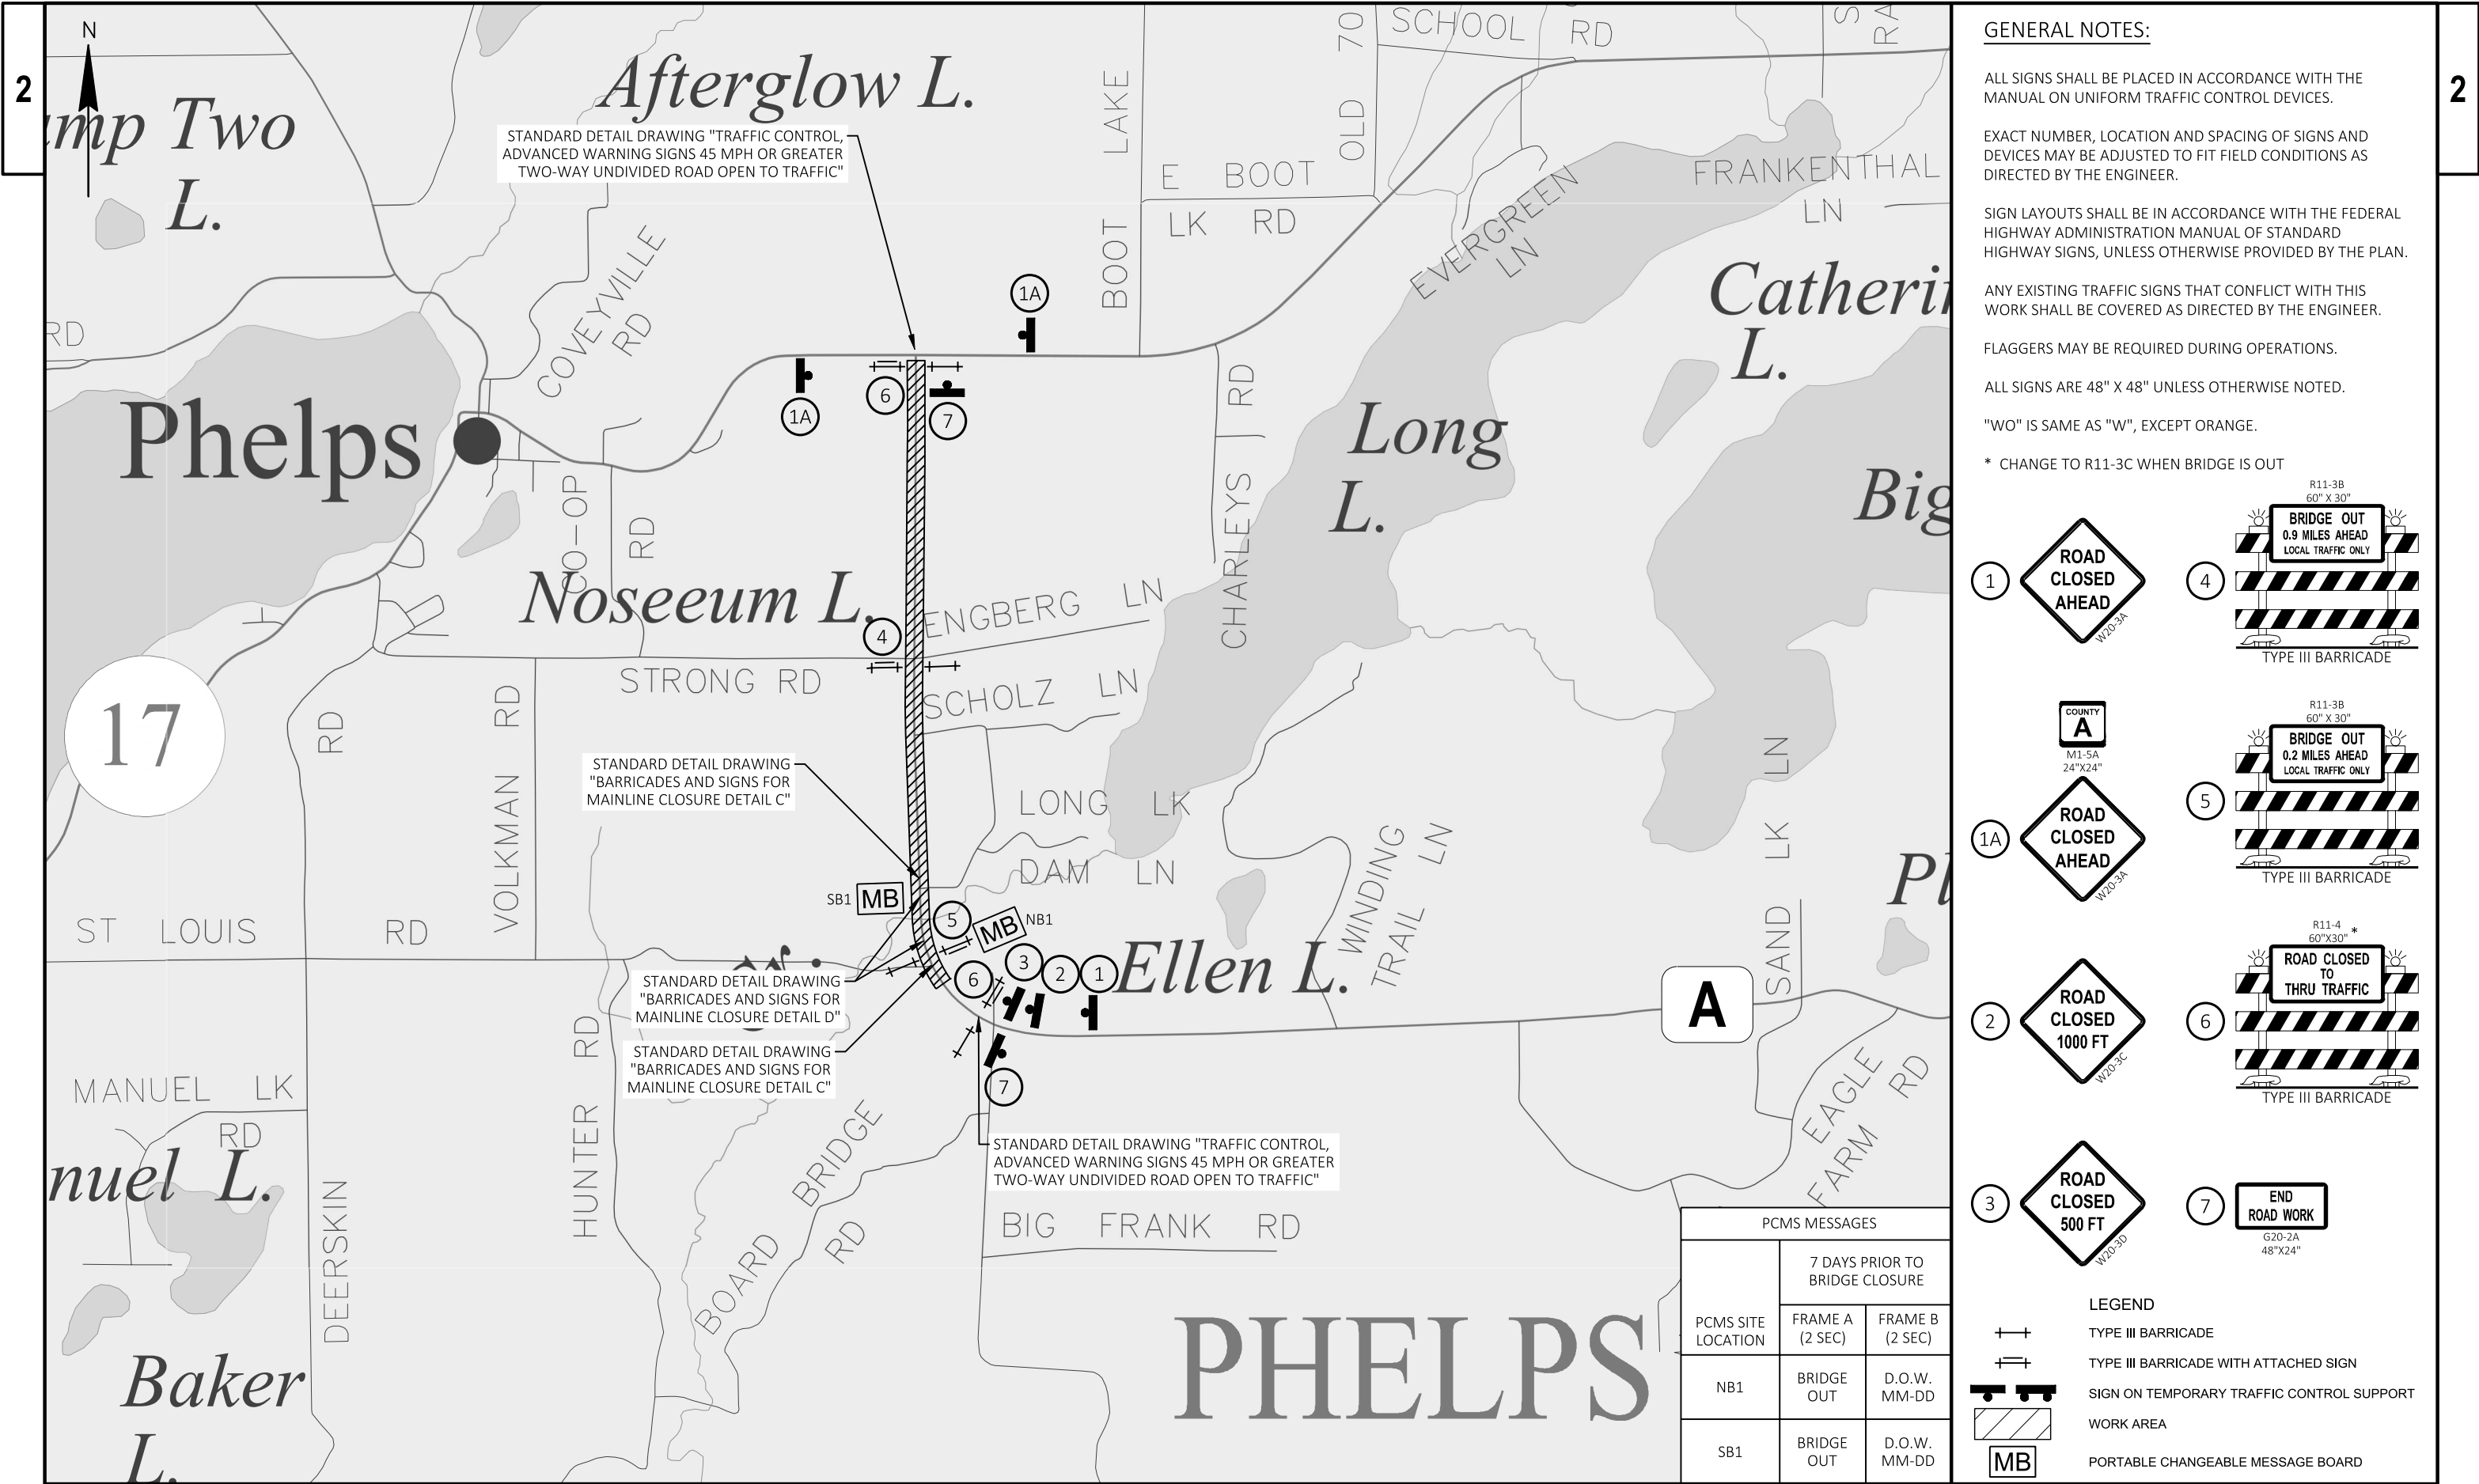 2
N
Afterglow L.
amp Two
L.
STANDARD DETAIL DRAWING "TRAFFIC CONTROL,
ADVANCED WARNING SIGNS 45 MPH OR GREATER
TWO-WAY UNDIVIDED ROAD OPEN TO TRAFFIC"
SCHOOL RD
OLD 70
BOOT LAKE
E BOOT
LK RD
FRANKENTHAL
LN
EVERGREEN
LN
Catheri
L.
COVEYVILLE
RD
RD
1A
1A
6
7
Phelps
CO-OP
RD
Long
L.
CHARLEYS RD
Big
Noseeum L.
4
ENGBERG LN
STRONG RD
SCHOLZ LN
17
RD
VOLKMAN RD
STANDARD DETAIL DRAWING
"BARRICADES AND SIGNS FOR
MAINLINE CLOSURE DETAIL C"
LONG LK
DAM LN
SB1 MB
5
MB NB1
WINDING
TRAIL LN
SAND LK LN
Pl
ST LOUIS RD
6
3
2
1
Ellen L.
A
STANDARD DETAIL DRAWING
"BARRICADES AND SIGNS FOR
MAINLINE CLOSURE DETAIL D"
STANDARD DETAIL DRAWING
"BARRICADES AND SIGNS FOR
MAINLINE CLOSURE DETAIL C"
7
MANUEL LK
RD
nuel L.
DEERSKIN
HUNTER RD
BOARD BRIDGE
RD
STANDARD DETAIL DRAWING "TRAFFIC CONTROL,
ADVANCED WARNING SIGNS 45 MPH OR GREATER
TWO-WAY UNDIVIDED ROAD OPEN TO TRAFFIC"
BIG FRANK RD
EAGLE
FARM RD
Baker
L.
PHELPS
PCMS MESSAGES
PCMS SITE
LOCATION
7 DAYS PRIOR TO
BRIDGE CLOSURE
FRAME A
(2 SEC)
FRAME B
(2 SEC)
NB1
BRIDGE
OUT
D.O.W.
MM-DD
SB1
BRIDGE
OUT
D.O.W.
MM-DD
GENERAL NOTES:
ALL SIGNS SHALL BE PLACED IN ACCORDANCE WITH THE
MANUAL ON UNIFORM TRAFFIC CONTROL DEVICES.
EXACT NUMBER, LOCATION AND SPACING OF SIGNS AND
DEVICES MAY BE ADJUSTED TO FIT FIELD CONDITIONS AS
DIRECTED BY THE ENGINEER.
SIGN LAYOUTS SHALL BE IN ACCORDANCE WITH THE FEDERAL
HIGHWAY ADMINISTRATION MANUAL OF STANDARD
HIGHWAY SIGNS, UNLESS OTHERWISE PROVIDED BY THE PLAN.
ANY EXISTING TRAFFIC SIGNS THAT CONFLICT WITH THIS
WORK SHALL BE COVERED AS DIRECTED BY THE ENGINEER.
FLAGGERS MAY BE REQUIRED DURING OPERATIONS.
ALL SIGNS ARE 48" X 48" UNLESS OTHERWISE NOTED.
"WO" IS SAME AS "W", EXCEPT ORANGE.
* CHANGE TO R11-3C WHEN BRIDGE IS OUT
1
ROAD
CLOSED
AHEAD
W20-3A
4
R11-3B
60" X 30"
BRIDGE OUT
0.9 MILES AHEAD
LOCAL TRAFFIC ONLY
TYPE III BARRICADE
COUNTY
A
M1-5A
24"X24"
1A
ROAD
CLOSED
AHEAD
W20-3A
5
R11-3B
60" X 30"
BRIDGE OUT
0.2 MILES AHEAD
LOCAL TRAFFIC ONLY
TYPE III BARRICADE
2
ROAD
CLOSED
1000 FT
W20-3C
6
R11-4
60"X30" *
ROAD CLOSED
TO
THRU TRAFFIC
TYPE III BARRICADE
3
ROAD
CLOSED
500 FT
W20-3D
7
END
ROAD WORK
G20-2A
48"X24"
LEGEND
TYPE III BARRICADE
TYPE III BARRICADE WITH ATTACHED SIGN
SIGN ON TEMPORARY TRAFFIC CONTROL SUPPORT
WORK AREA
MB PORTABLE CHANGEABLE MESSAGE BOARD
2